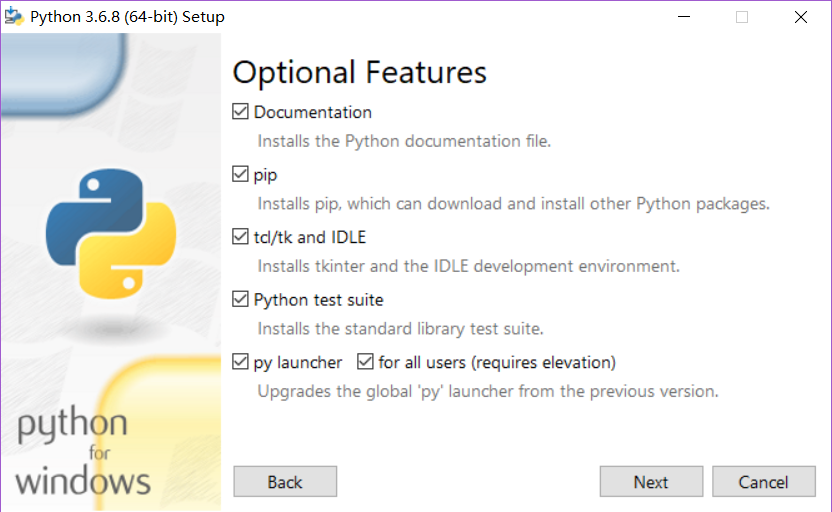 Python 3.6.8 (64-bit) Setup
Optional Features
Documentation
Installs the Python documentation file.
pip
Installs pip, which can download and install other Python packages.
tcl/tk and IDLE
Installs tkinter and the IDLE development environment.
Python test suite
Installs the standard library test suite.
py launcher for all users (requires elevation)
Upgrades the global 'py' launcher from the previous version.
python
for
windows
Back Next Cancel